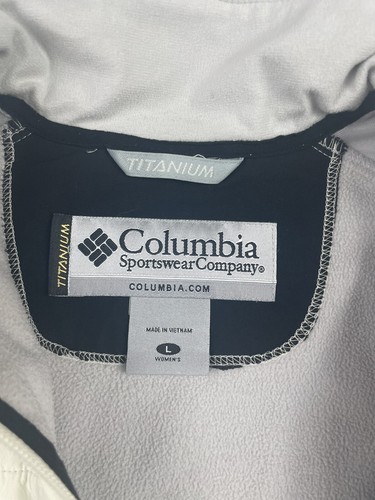 TITANIUM
TITANIUM
Columbia
Sportswear Company®
COLUMBIA.COM
MADE IN VIETNAM
L
WOMEN'S